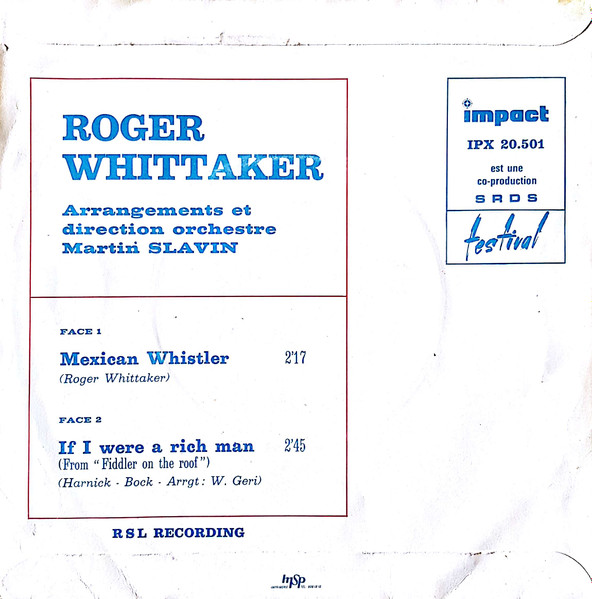 ROGER
WHITTAKER
Arrangements et
direction orchestre
Martin SLAVIN
FACE 1
Mexican Whistler 2'17
(Roger Whittaker)
FACE 2
If I were a rich man 2'45
(From "Fiddler on the roof")
(Harnick - Bock - Arrgt : W. Geri)
RSL RECORDING
impact
IPX 20.501
est une
co-production
SRDS
festival